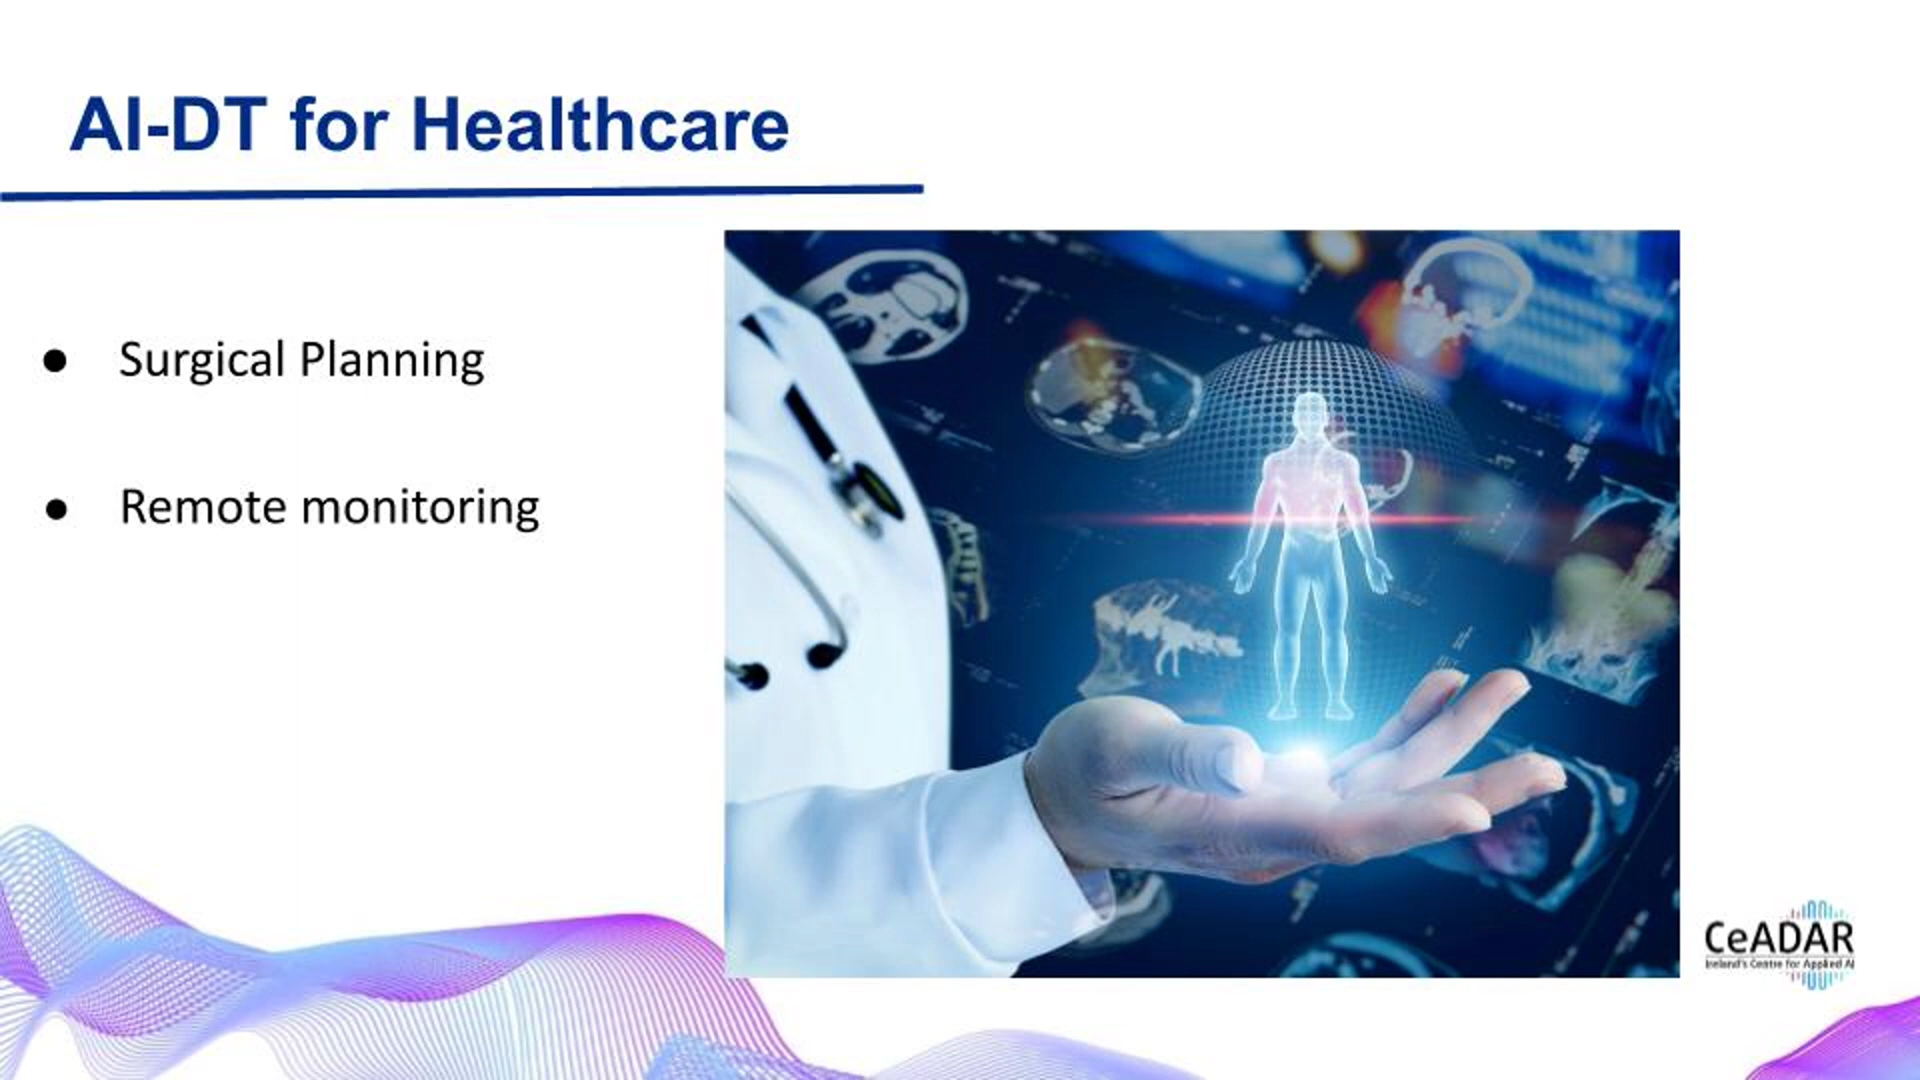 AI-DT for Healthcare
● Surgical Planning
● Remote monitoring
CeADAR
Ireland's Centre for Applied AI